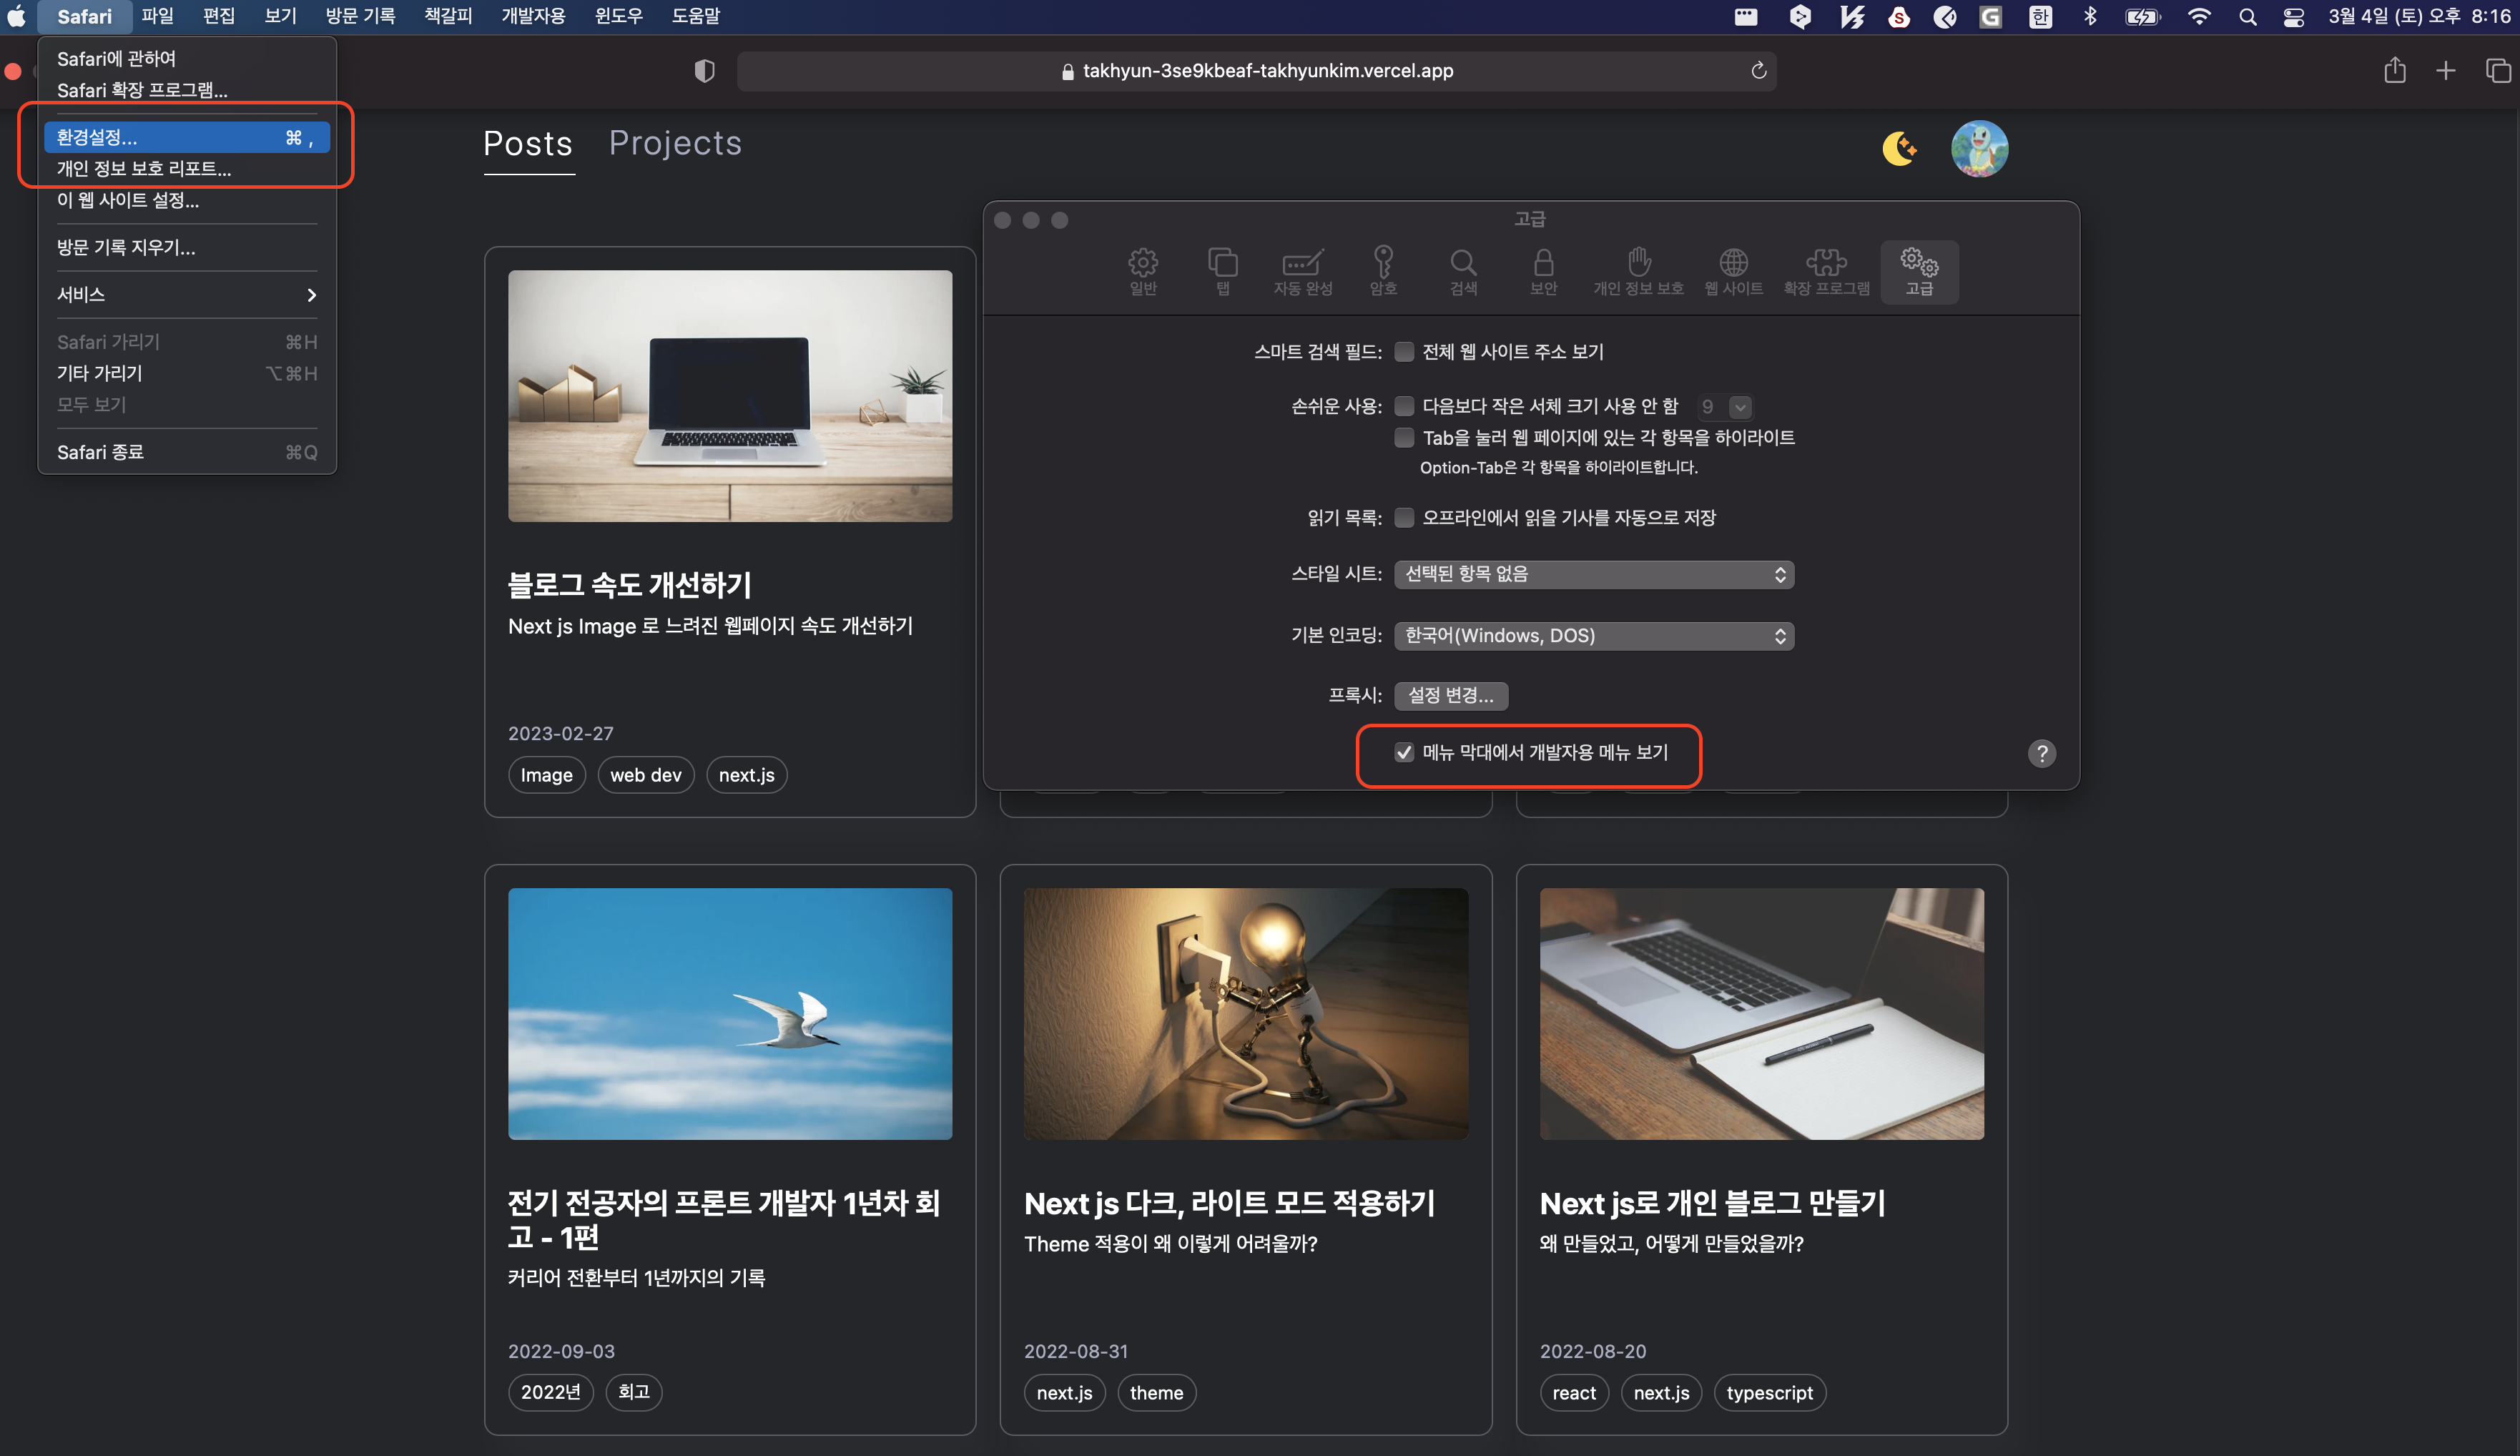 Safari 파일 편집 보기 방문 기록 책갈피 개발자용 윈도우 도움말
S G 한 3월 4일 (토) 오후 8:16
Safari에 관하여
Safari 확장 프로그램...
환경설정... ⌘ ,
개인 정보 보호 리포트...
이 웹 사이트 설정...
방문 기록 지우기...
서비스
Safari 가리기 ⌘H
기타 가리기 ⌥⌘H
모두 보기
Safari 종료 ⌘Q
takhyun-3se9kbeaf-takhyunkim.vercel.app
Posts Projects
고급
일반 탭 자동 완성 암호 검색 보안 개인 정보 보호 웹 사이트 확장 프로그램 고급
스마트 검색 필드: 전체 웹 사이트 주소 보기
손쉬운 사용: 다음보다 작은 서체 크기 사용 안 함 9
Tab을 눌러 웹 페이지에 있는 각 항목을 하이라이트
Option-Tab은 각 항목을 하이라이트합니다.
읽기 목록: 오프라인에서 읽을 기사를 자동으로 저장
스타일 시트: 선택된 항목 없음
기본 인코딩: 한국어(Windows, DOS)
프록시: 설정 변경...
메뉴 막대에서 개발자용 메뉴 보기
?
블로그 속도 개선하기
Next js Image 로 느려진 웹페이지 속도 개선하기
2023-02-27
Image web dev next.js
전기 전공자의 프론트 개발자 1년차 회
고 - 1편
커리어 전환부터 1년까지의 기록
2022-09-03
2022년 회고
Next js 다크, 라이트 모드 적용하기
Theme 적용이 왜 이렇게 어려울까?
2022-08-31
next.js theme
Next js로 개인 블로그 만들기
왜 만들었고, 어떻게 만들었을까?
2022-08-20
react next.js typescript